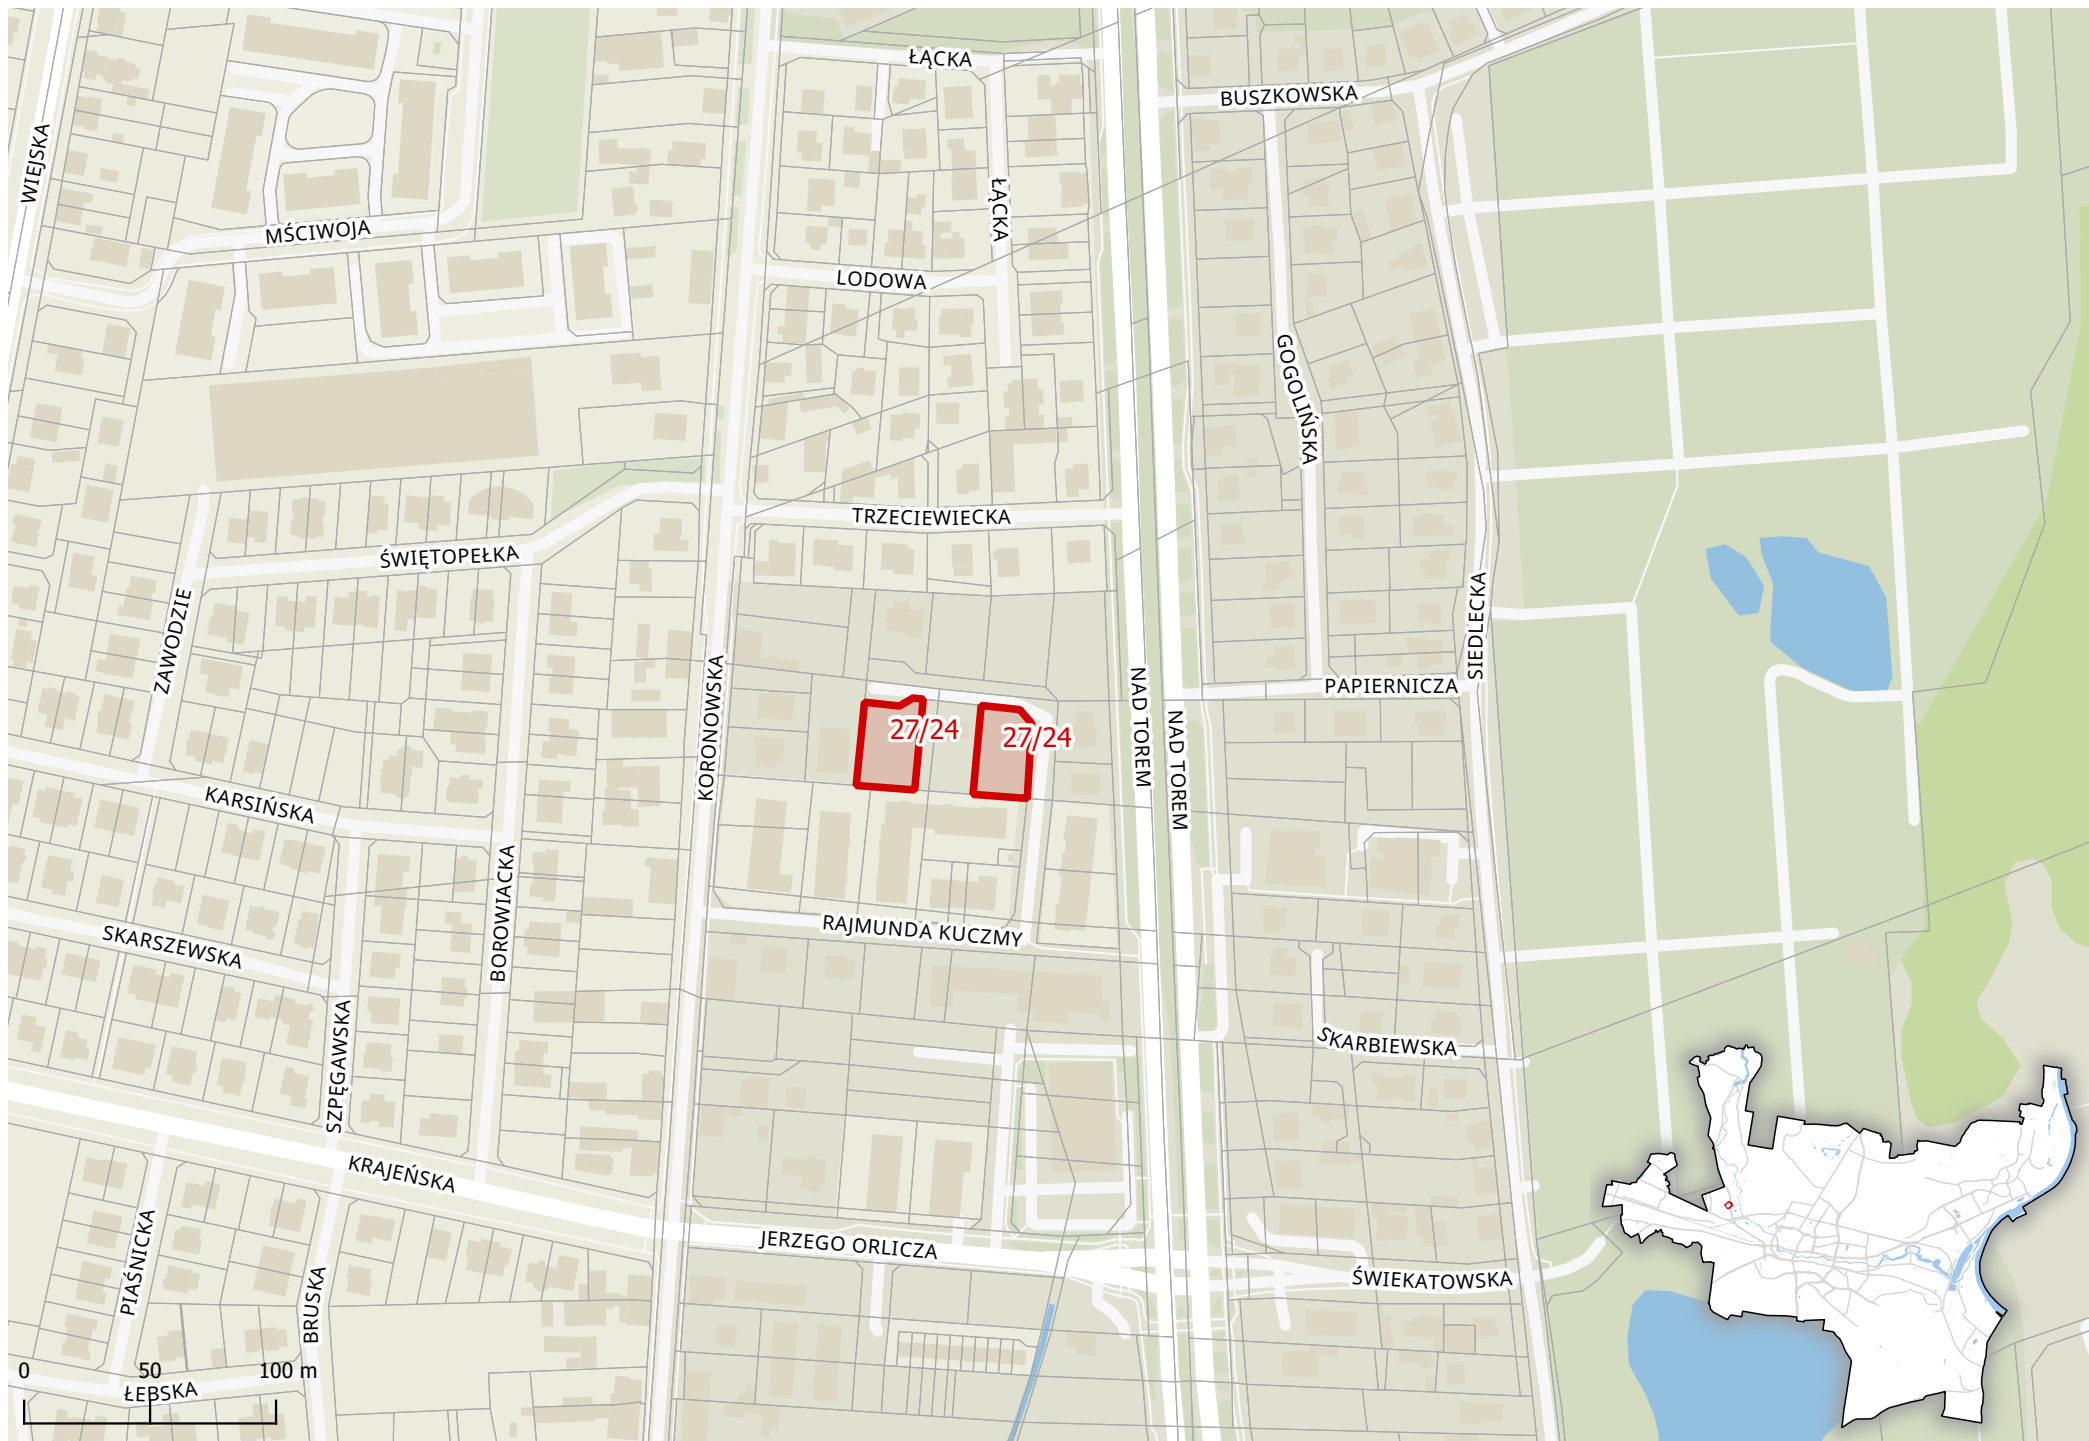 ŁĄCKA
BUSZKOWSKA
WIEJSKA
ŁĄCKA
MŚCIWOJA
LODOWA
GOGOLIŃSKA
TRZECIEWIECKA
ŚWIĘTOPEŁKA
ZAWODZIE
SIEDLECKA
KORONOWSKA
NAD TOREM
NAD TOREM
PAPIERNICZA
27/24
27/24
KARSIŃSKA
BOROWIACKA
RAJMUNDA KUCZMY
SKARSZEWSKA
SZPĘGAWSKA
SKARBIEWSKA
KRAJEŃSKA
JERZEGO ORLICZA
PIAŚNICKA
BRUSKA
ŚWIEKATOWSKA
0 50 100 m
ŁEBSKA